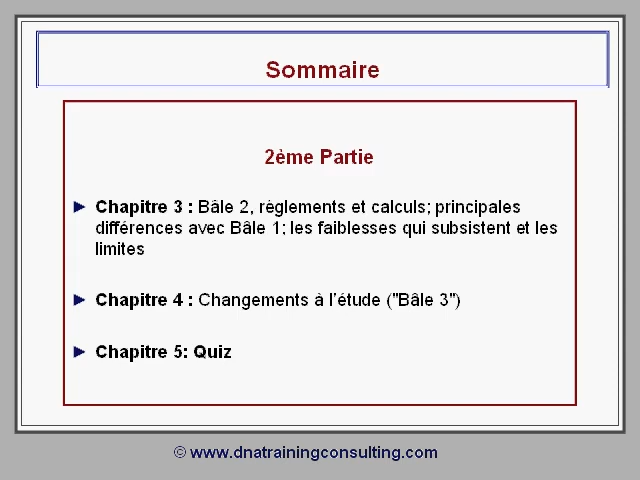 Sommaire
2ème Partie
► Chapitre 3 : Bâle 2, règlements et calculs; principales
différences avec Bâle 1; les faiblesses qui subsistent et les
limites
► Chapitre 4 : Changements à l'étude ("Bâle 3")
► Chapitre 5: Quiz
© www.dnatrainingconsulting.com